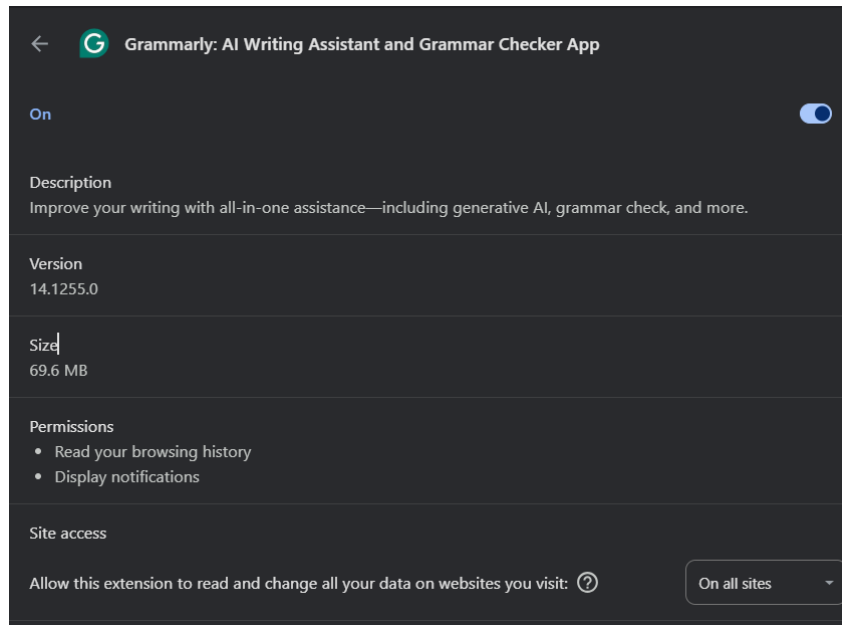 Grammarly: AI Writing Assistant and Grammar Checker App
On
Description
Improve your writing with all-in-one assistance—including generative AI, grammar check, and more.
Version
14.1255.0
Size
69.6 MB
Permissions
• Read your browsing history
• Display notifications
Site access
Allow this extension to read and change all your data on websites you visit: ? On all sites